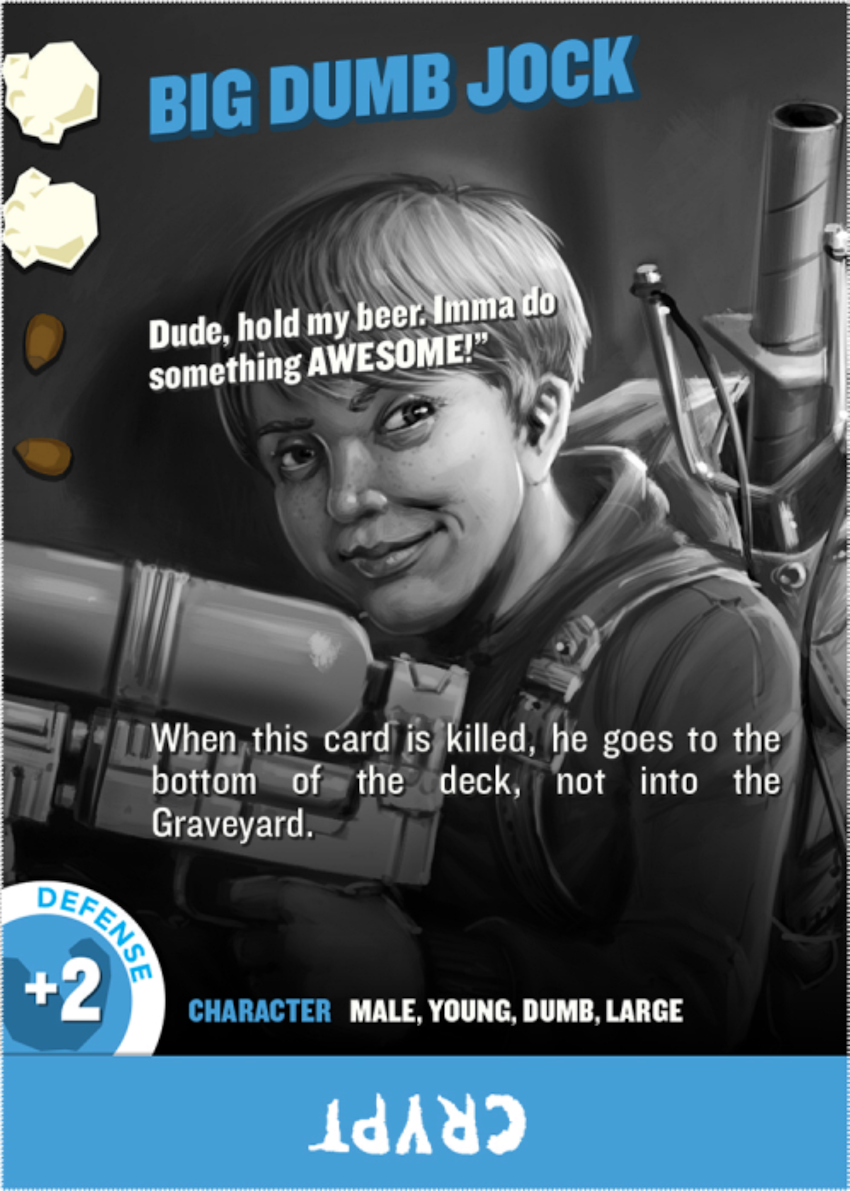 BIG DUMB JOCK
Dude, hold my beer. Imma do
something AWESOME!”
When this card is killed, he goes to the
bottom of the deck, not into the
Graveyard.
DEFENSE
+2
CHARACTER MALE, YOUNG, DUMB, LARGE
CRYPT